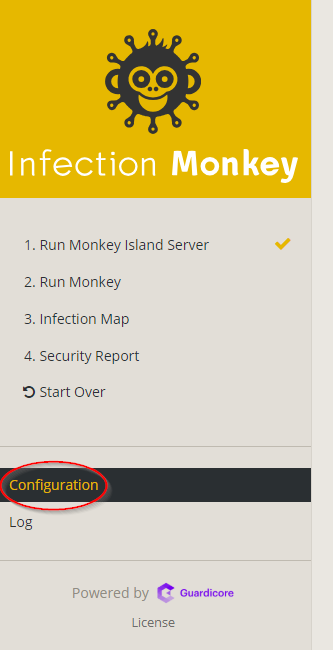 Infection Monkey
1. Run Monkey Island Server
2. Run Monkey
3. Infection Map
4. Security Report
Start Over
Configuration
Log
Powered by Guardicore
License